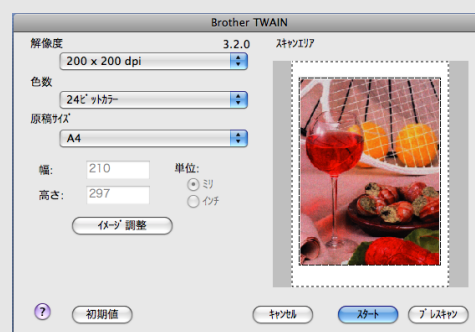 Brother TWAIN
解像度 3.2.0
200 x 200 dpi
色数
24ﾋﾞｯﾄｶﾗｰ
原稿ｻｲｽﾞ
A4
幅: 210
高さ: 297
単位:
ﾐﾘ
ｲﾝﾁ
ｲﾒｰｼﾞ調整
ｽｷｬﾝｴﾘｱ
?
初期値
ｷｬﾝｾﾙ
ｽﾀｰﾄ
ﾌﾟﾚｽｷｬﾝ